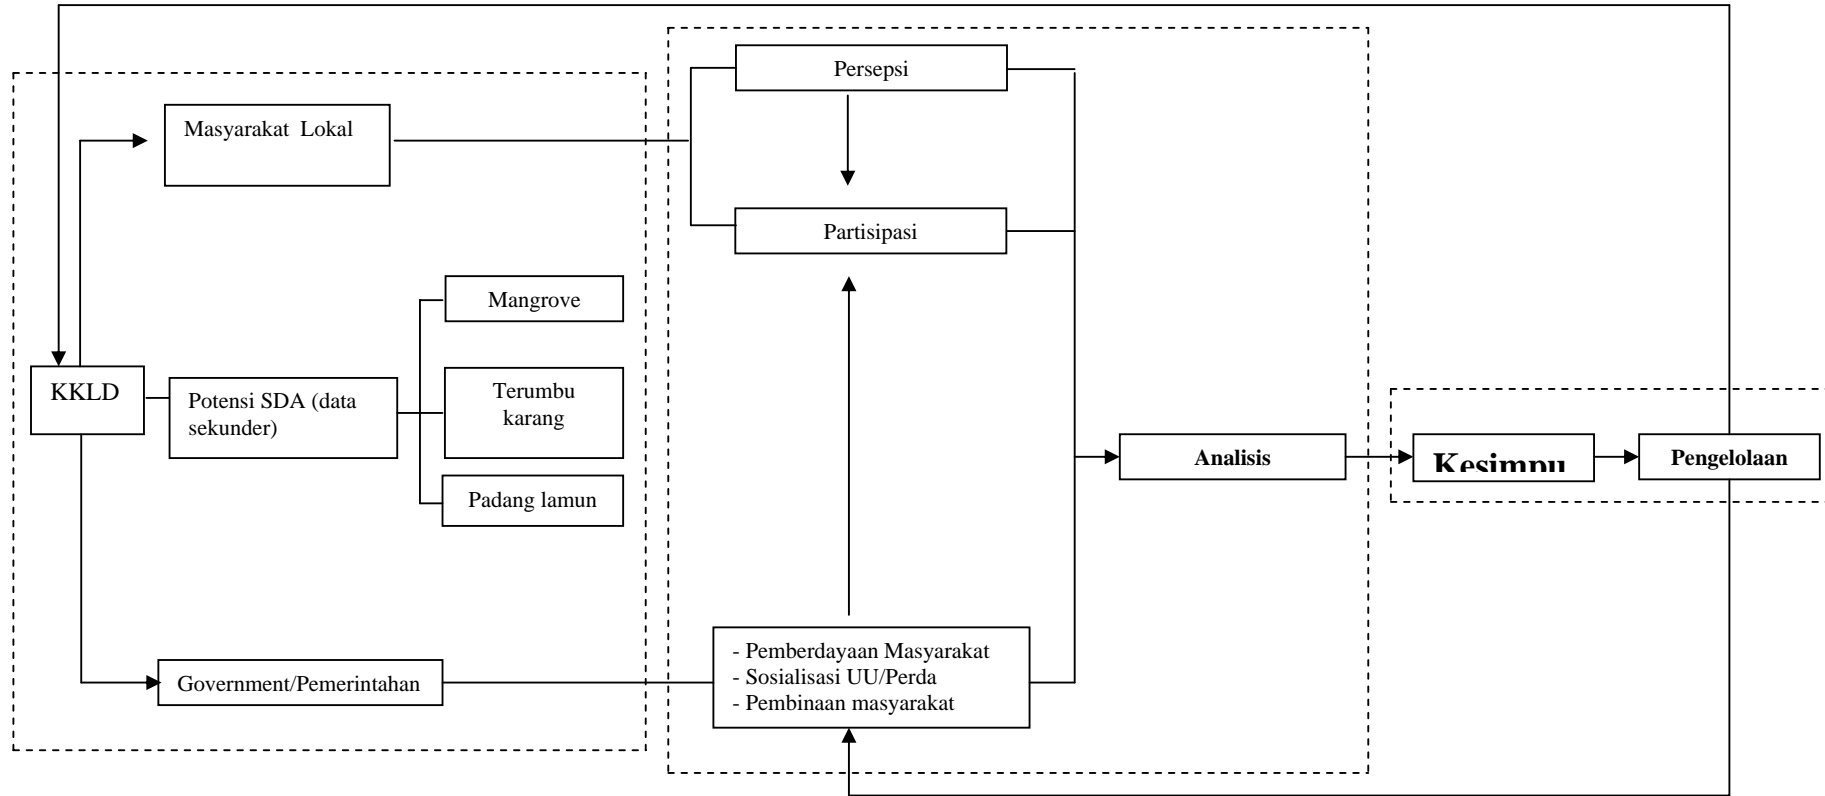 Persepsi
Masyarakat Lokal
Partisipasi
Mangrove
KKLD
Potensi SDA (data
sekunder)
Terumbu
karang
Padang lamun
Analisis
Kesimpu
Pengelolaan
Government/Pemerintahan
- Pemberdayaan Masyarakat
- Sosialisasi UU/Perda
- Pembinaan masyarakat